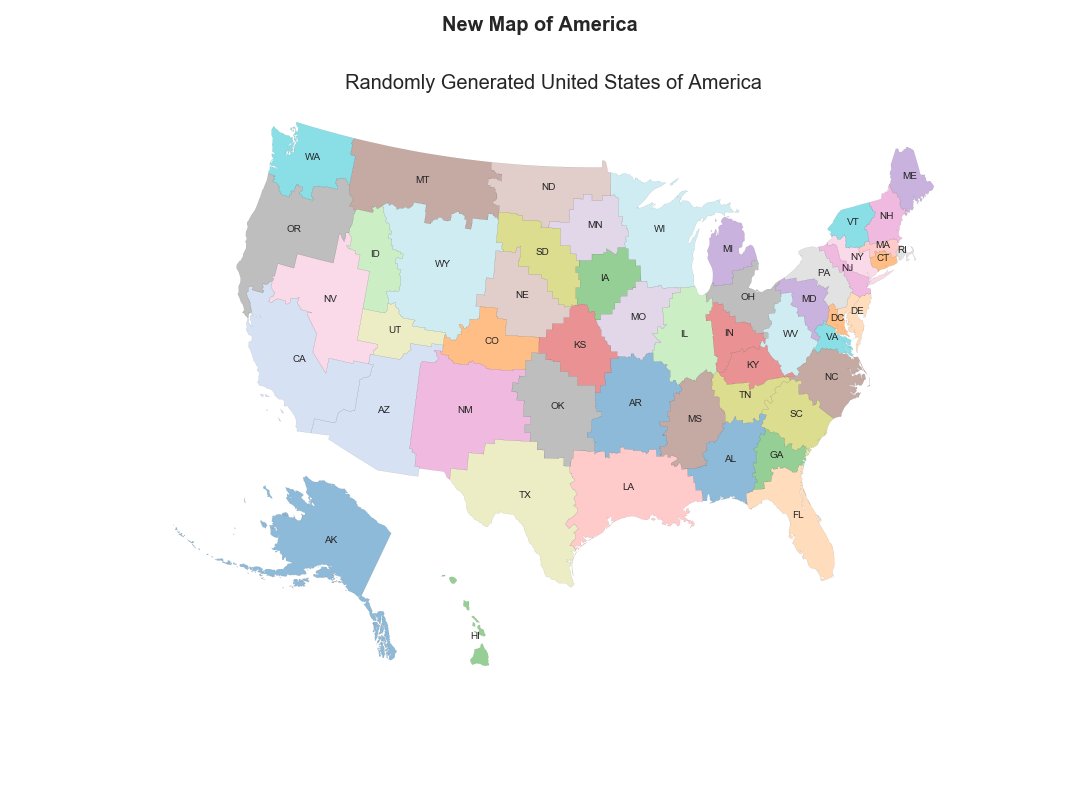 New Map of America
Randomly Generated United States of America
WA
MT
ND
ME
OR
MN
WI
VT
NH
ID
WY
SD
MI
MA
NY
CT
RI
NV
IA
PA
NJ
NE
OH
MD
DE
UT
CO
MO
IL
IN
WV
DC
VA
CA
KS
KY
NC
AZ
NM
OK
AR
MS
TN
SC
AL
GA
TX
LA
FL
AK
HI